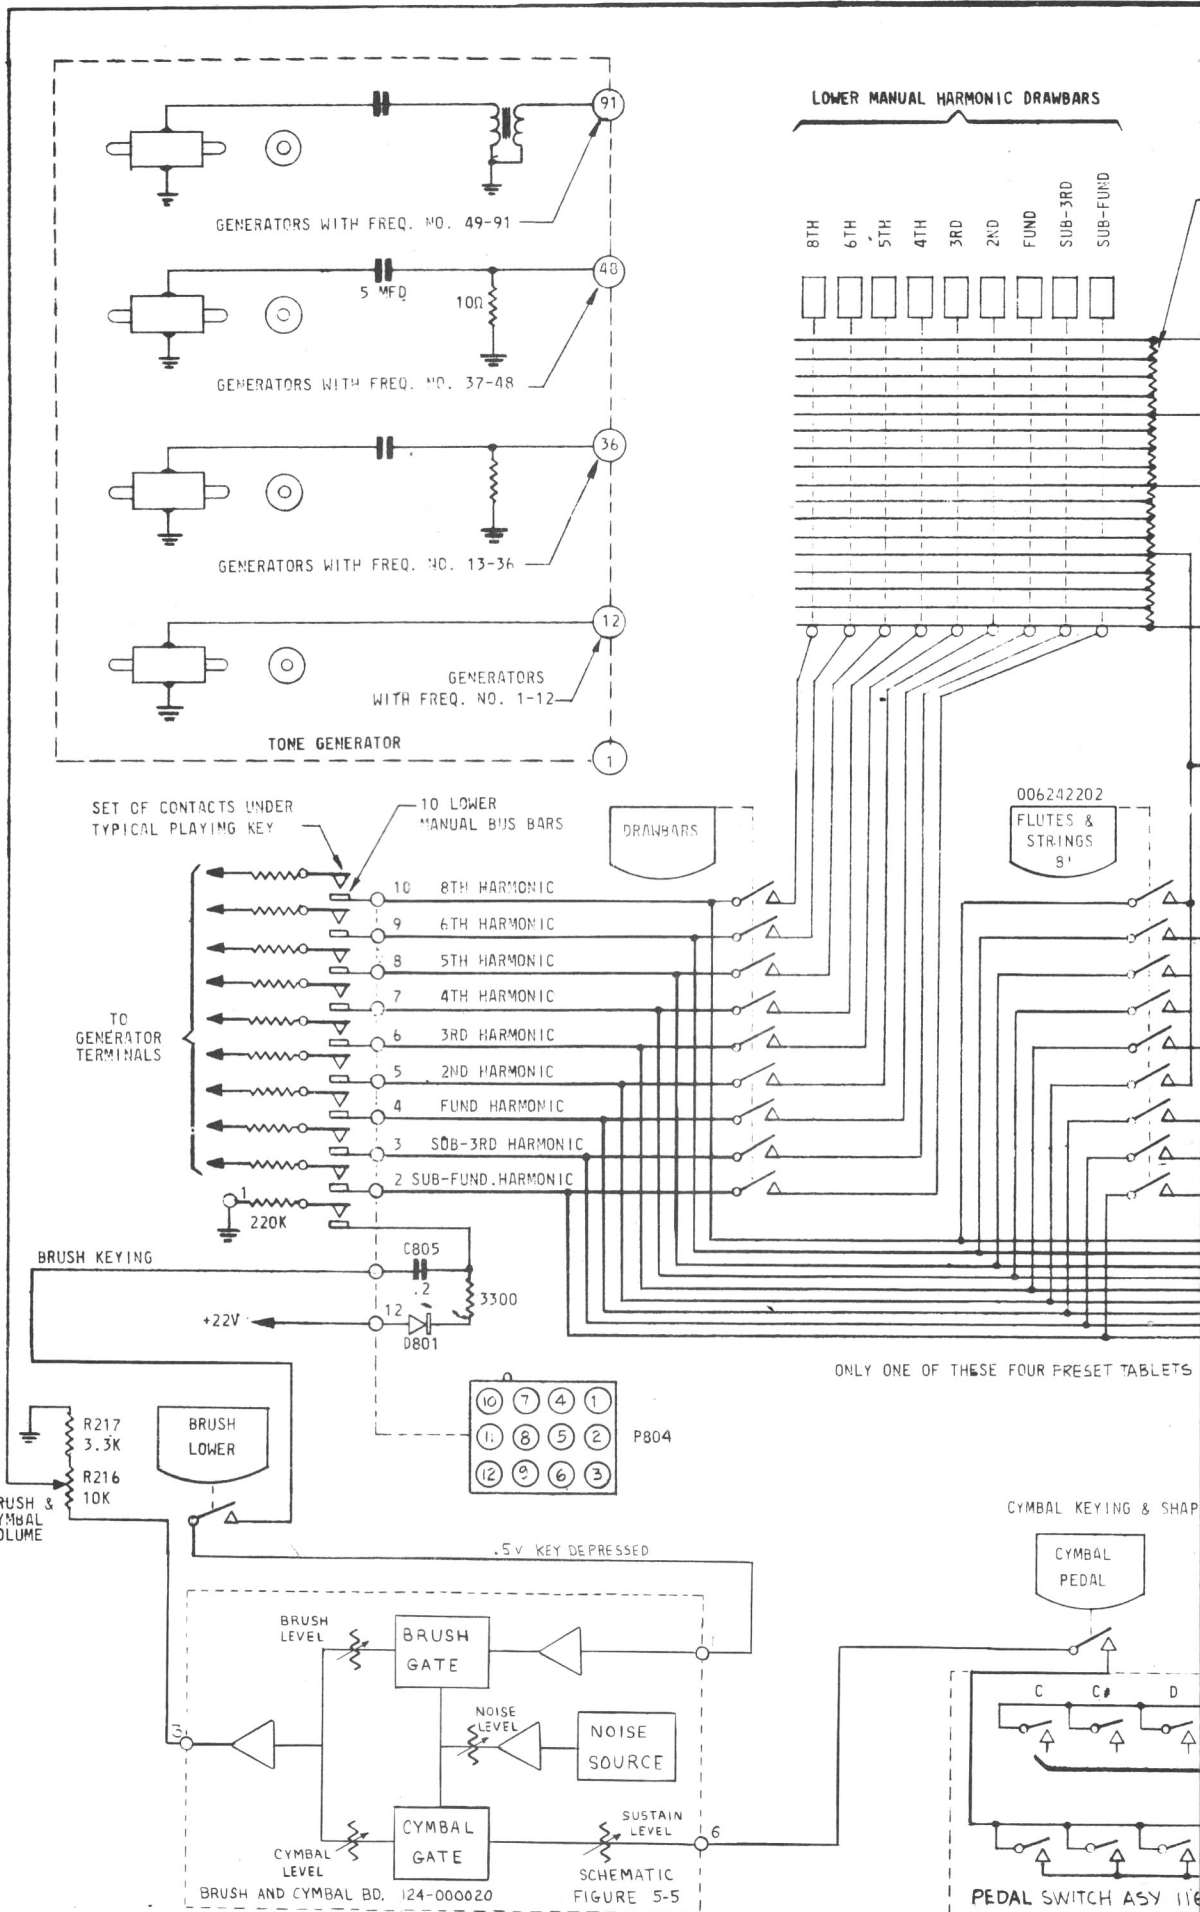 LOWER MANUAL HARMONIC DRAWBARS
8TH
6TH
5TH
4TH
3RD
2ND
FUND
SUB-3RD
SUB-FUND
91
GENERATORS WITH FREQ. NO. 49-91
48
5 MFD
10Ω
GENERATORS WITH FREQ. NO. 37-48
36
GENERATORS WITH FREQ. NO. 13-36
12
GENERATORS
WITH FREQ. NO. 1-12
TONE GENERATOR
1
SET OF CONTACTS UNDER
TYPICAL PLAYING KEY
10 LOWER
MANUAL BUS BARS
DRAWBARS
006242202
FLUTES &
STRINGS
8'
TO
GENERATOR
TERMINALS
10 8TH HARMONIC
9 6TH HARMONIC
8 5TH HARMONIC
7 4TH HARMONIC
6 3RD HARMONIC
5 2ND HARMONIC
4 FUND HARMONIC
3 SOB-3RD HARMONIC
2 SUB-FUND.HARMONIC
1
220K
BRUSH KEYING
C805
.2
3300
+22V
12
D801
ONLY ONE OF THESE FOUR PRESET TABLETS
10 7 4 1
11 8 5 2
12 9 6 3
P804
R217
3.3K
R216
10K
BRUSH
LOWER
RUSH &
YMBAL
OLUME
.5V KEY DEPRESSED
CYMBAL KEYING & SHAP
CYMBAL
PEDAL
BRUSH
LEVEL
BRUSH
GATE
NOISE
LEVEL
NOISE
SOURCE
3
CYMBAL
LEVEL
CYMBAL
GATE
SUSTAIN
LEVEL
6
SCHEMATIC
FIGURE 5-5
BRUSH AND CYMBAL BD. 124-000020
C C# D
PEDAL SWITCH ASY 116